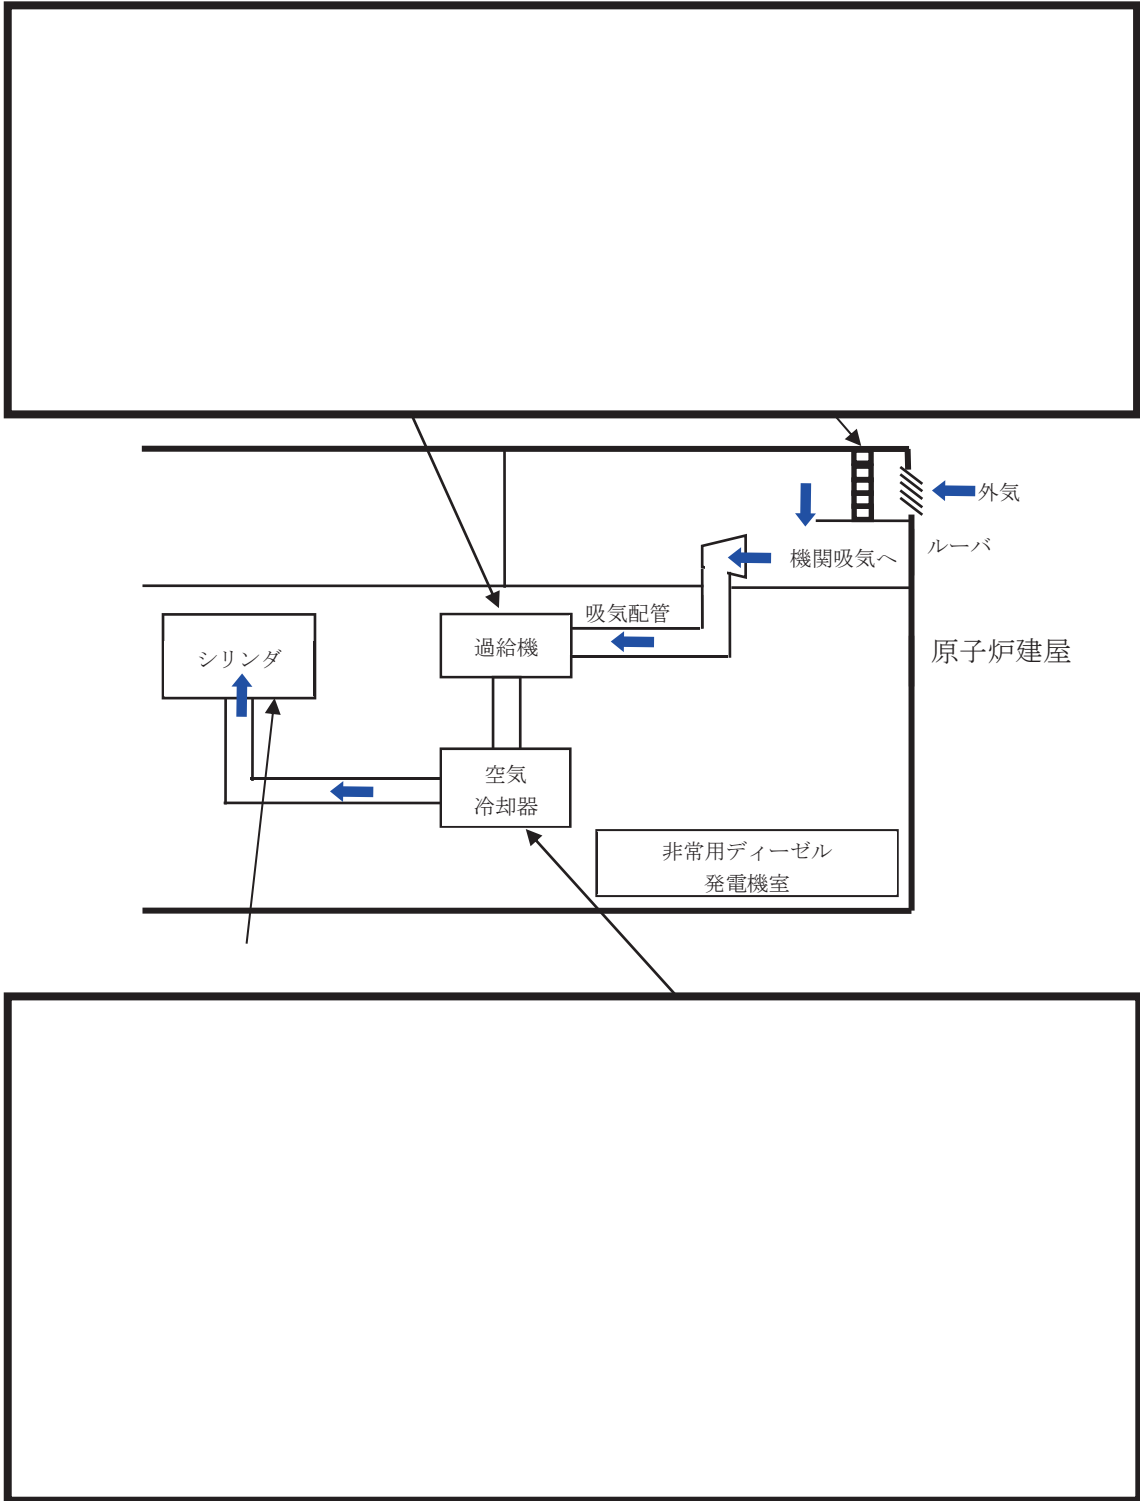 外気
ルーバ
機関吸気へ
吸気配管
過給機
シリンダ
原子炉建屋
空気
冷却器
非常用ディーゼル
発電機室